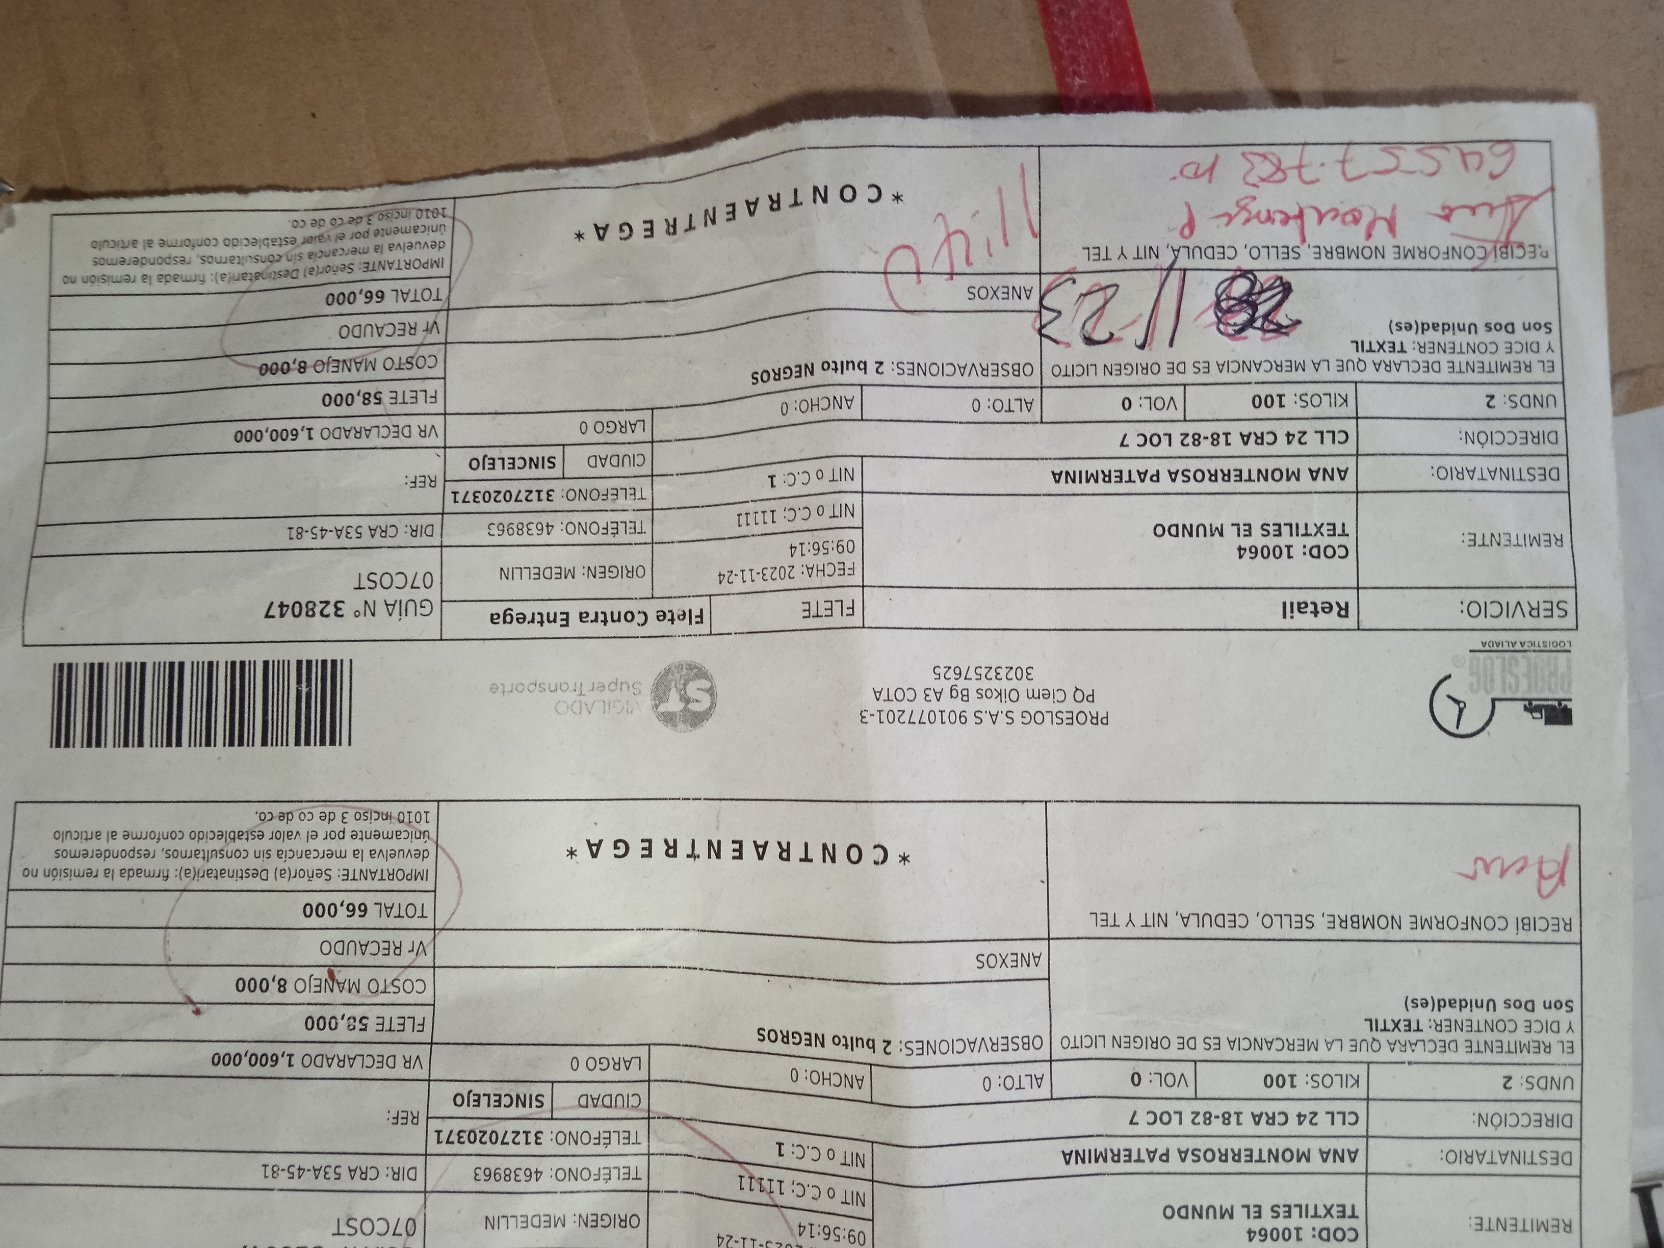 REMITENTE: COD: 10064 09:56:14 ORIGEN: MEDELLIN 07COST
TEXTILES EL MUNDO NIT o C.C; 11111 TELÉFONO: 4638963 DIR: CRA 53A-45-81
DESTINATARIO: ANA MONTERROSA PATERMINA NIT o C.C: 1 TELÉFONO: 3127020371 REF:
DIRECCIÓN: CLL 24 CRA 18-82 LOC 7 CIUDAD SINCELEJO
UNDS: 2 KILOS: 100 VOL: 0 ALTO: 0 ANCHO: 0 LARGO 0 VR DECLARADO 1,600,000
EL REMITENTE DECLARA QUE LA MERCANCIA ES DE ORIGEN LICITO OBSERVACIONES: 2 bulto NEGROS FLETE 58,000
Y DICE CONTENER: TEXTIL
Son Dos Unidad(es)
COSTO MANEJO 8,000
ANEXOS Vr RECAUDO
RECIBÍ CONFORME NOMBRE, SELLO, CEDULA, NIT Y TEL TOTAL 66,000
Ana
*CONTRAENTREGA*
IMPORTANTE: Señor(a) Destinatari(a): firmada la remisión no
devuelva la mercancía sin consultarnos, responderemos
únicamente por el valor establecido conforme al artículo
1010 inciso 3 de co de co.
PROESLOG®
LOGISTICA ALIADA
PROESLOG S.A.S 901077201-3
PQ Clem Oikos Bg A3 COTA
3023257625
ST
VIGILADO
SuperTransporte
SERVICIO: Retail FLETE Flete Contra Entrega GUÍA N° 328047
07COST
REMITENTE: COD: 10064 FECHA: 2023-11-24 ORIGEN: MEDELLIN
TEXTILES EL MUNDO 09:56:14
NIT o C.C; 11111 TELÉFONO: 4638963 DIR: CRA 53A-45-81
DESTINATARIO: ANA MONTERROSA PATERMINA NIT o C.C: 1 TELÉFONO: 3127020371 REF:
DIRECCIÓN: CLL 24 CRA 18-82 LOC 7 CIUDAD SINCELEJO
UNDS: 2 KILOS: 100 VOL: 0 ALTO: 0 ANCHO: 0 LARGO 0 VR DECLARADO 1,600,000
EL REMITENTE DECLARA QUE LA MERCANCIA ES DE ORIGEN LICITO OBSERVACIONES: 2 bulto NEGROS FLETE 58,000
Y DICE CONTENER: TEXTIL
Son Dos Unidad(es)
28/11/23
COSTO MANEJO 8,000
ANEXOS Vr RECAUDO
RECIBÍ CONFORME NOMBRE, SELLO, CEDULA, NIT Y TEL TOTAL 66,000
*CONTRAENTREGA*
IMPORTANTE: Señor(a) Destinatari(a): firmada la remisión no
devuelva la mercancía sin consultarnos, responderemos
únicamente por el valor establecido conforme al artículo
1010 inciso 3 de co de co.